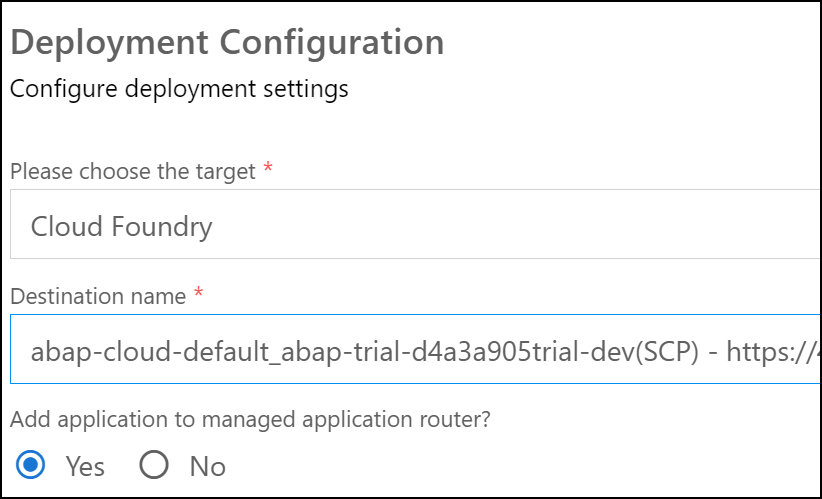 Deployment Configuration
Configure deployment settings
Please choose the target *
Cloud Foundry
Destination name *
abap-cloud-default_abap-trial-d4a3a905trial-dev(SCP) - https://
Add application to managed application router?
Yes No